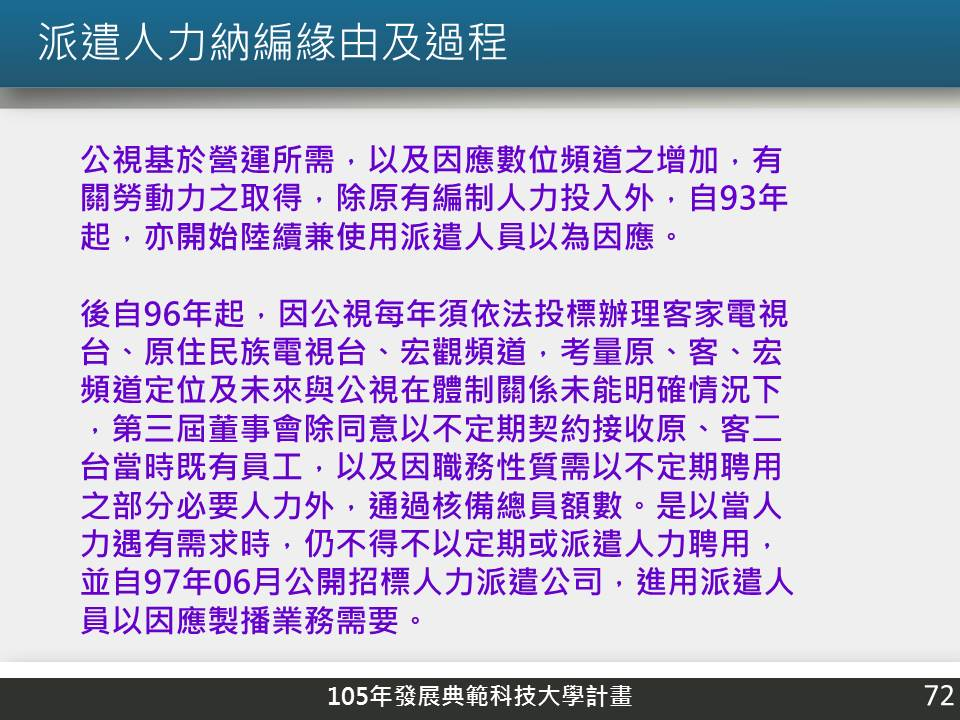 派遣人力納編緣由及過程
公視基於營運所需，以及因應數位頻道之增加，有
關勞動力之取得，除原有編制人力投入外，自93年
起，亦開始陸續兼使用派遣人員以為因應。
後自96年起，因公視每年須依法投標辦理客家電視
台、原住民族電視台、宏觀頻道，考量原、客、宏
頻道定位及未來與公視在體制關係未能明確情況下
，第三屆董事會除同意以不定期契約接收原、客二
台當時既有員工，以及因職務性質需以不定期聘用
之部分必要人力外，通過核備總員額數。是以當人
力遇有需求時，仍不得不以定期或派遣人力聘用，
並自97年06月公開招標人力派遣公司，進用派遣人
員以因應製播業務需要。
105年發展典範科技大學計畫
72